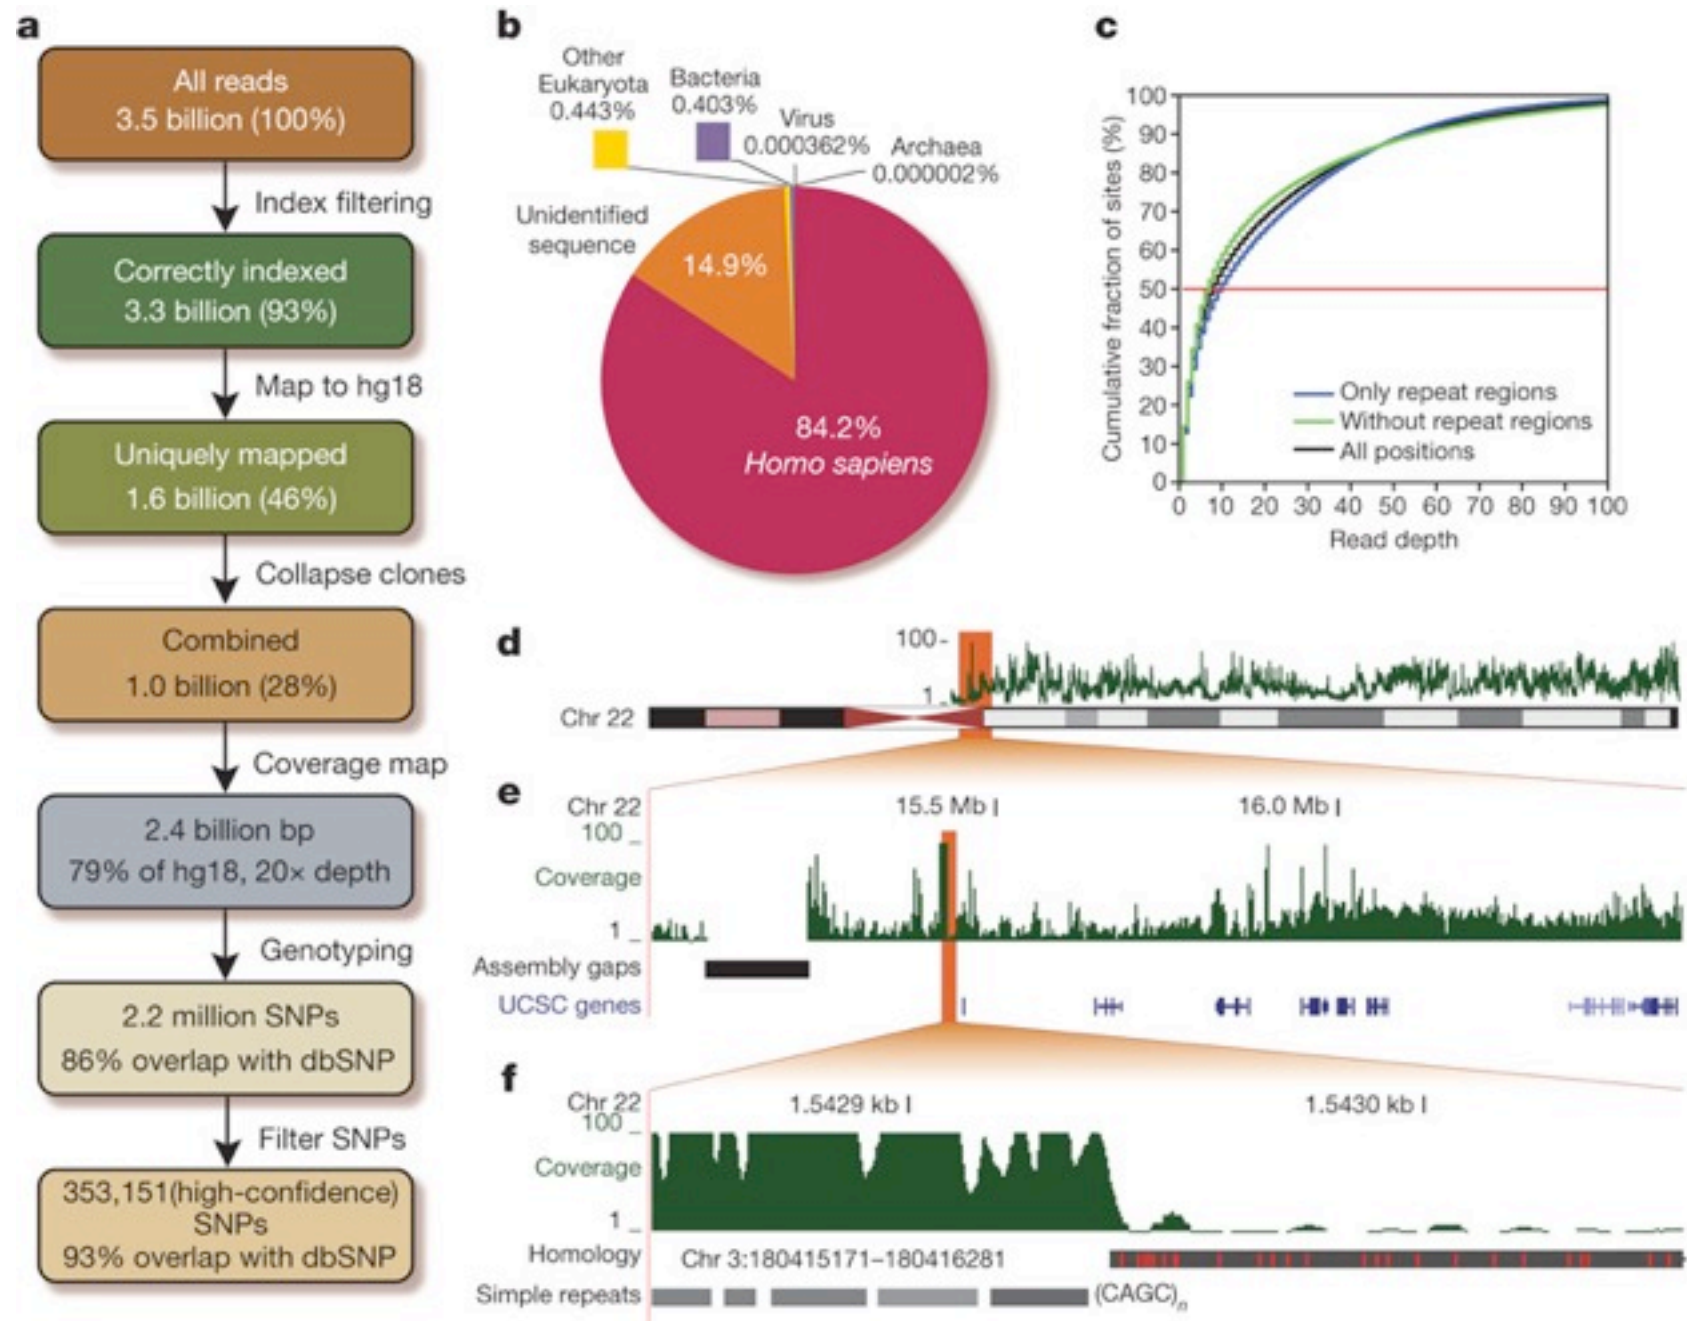 a
All reads
3.5 billion (100%)
Index filtering
Correctly indexed
3.3 billion (93%)
Map to hg18
Uniquely mapped
1.6 billion (46%)
Collapse clones
Combined
1.0 billion (28%)
Coverage map
2.4 billion bp
79% of hg18, 20× depth
Genotyping
2.2 million SNPs
86% overlap with dbSNP
Filter SNPs
353,151(high-confidence)
SNPs
93% overlap with dbSNP
b
Other
Eukaryota
0.443%
Bacteria
0.403%
Virus
0.000362%
Archaea
0.000002%
Unidentified
sequence
14.9%
84.2%
Homo sapiens
c
Cumulative fraction of sites (%)
100
90
80
70
60
50
40
30
20
10
0
Only repeat regions
Without repeat regions
All positions
0 10 20 30 40 50 60 70 80 90 100
Read depth
d
100
1
Chr 22
e
Chr 22 15.5 Mb 16.0 Mb
100
Coverage
1
Assembly gaps
UCSC genes
f
Chr 22 1.5429 kb 1.5430 kb
100
Coverage
1
Homology Chr 3:180415171–180416281
Simple repeats (CAGC)n